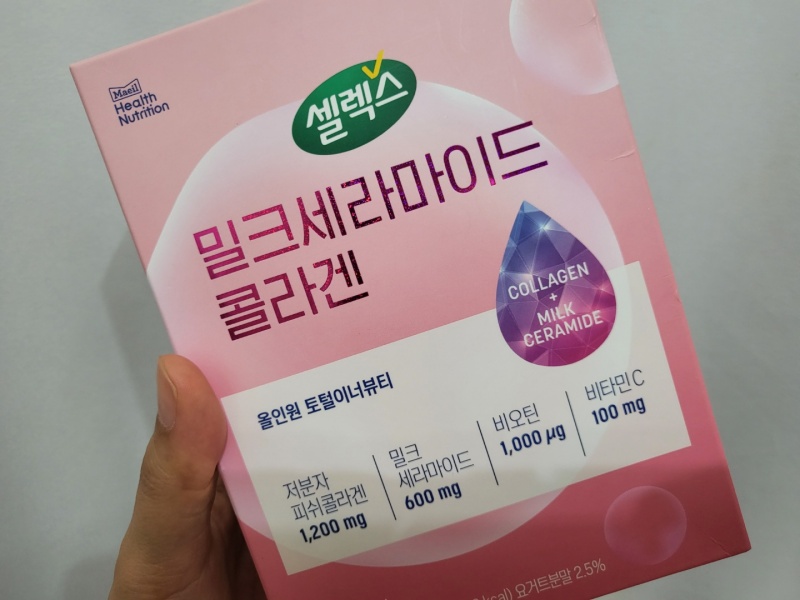 Maeil
Health
Nutrition
셀렉스
밀크세라마이드
콜라겐
COLLAGEN
+
MILK
CERAMIDE
올인원 토털이너뷰티
저분자
피쉬콜라겐
1,200 mg
밀크
세라마이드
600 mg
비오틴
1,000 µg
비타민 C
100 mg
kcal) 요거트분말 2.5%